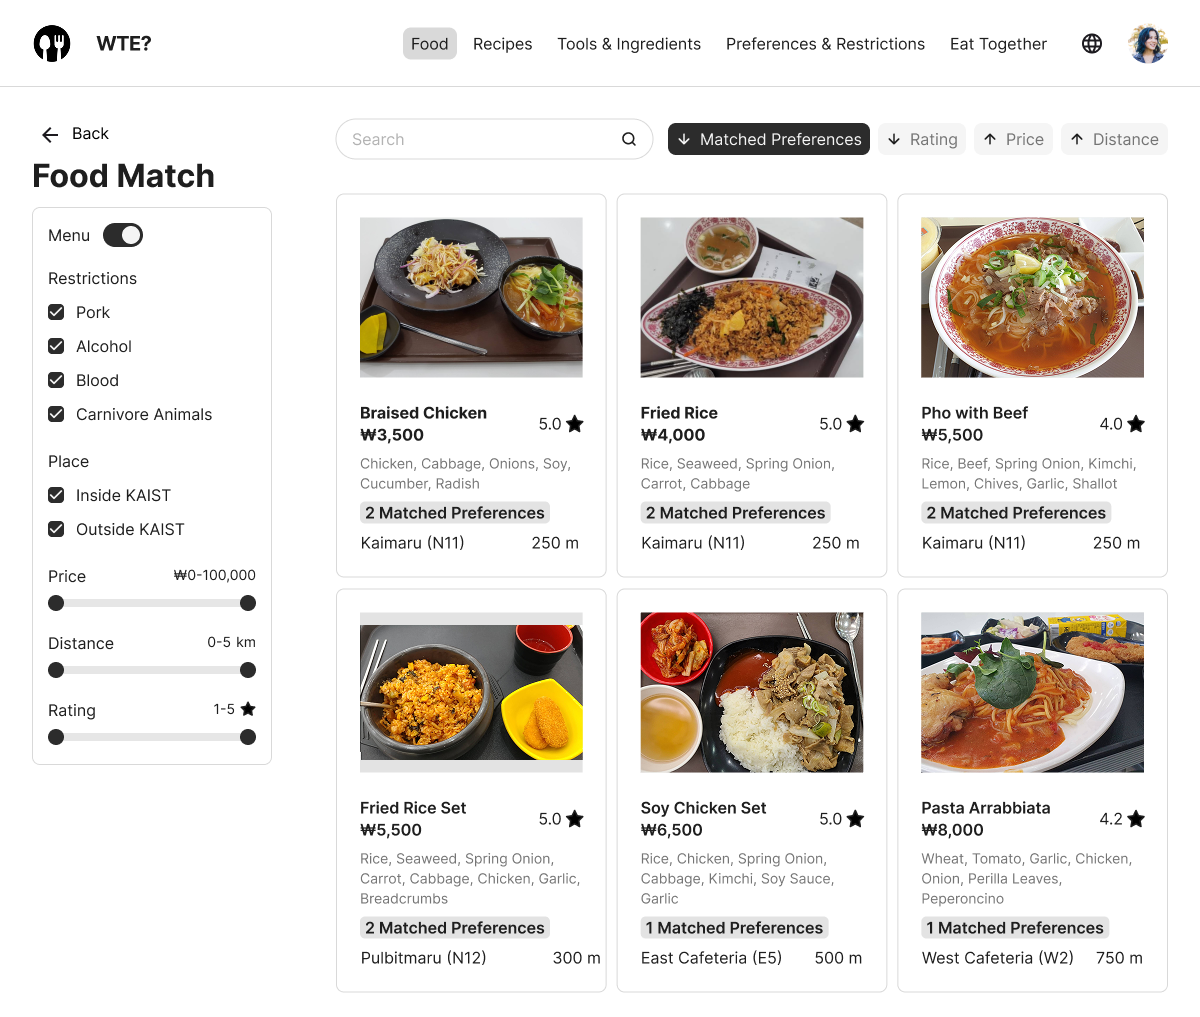 WTE?
Food
Recipes
Tools & Ingredients
Preferences & Restrictions
Eat Together
Back
Food Match
Menu
Restrictions
Pork
Alcohol
Blood
Carnivore Animals
Place
Inside KAIST
Outside KAIST
Price
₩0-100,000
Distance
0-5 km
Rating
1-5
Search
Matched Preferences
Rating
Price
Distance
Braised Chicken
₩3,500
5.0
Chicken, Cabbage, Onions, Soy,
Cucumber, Radish
2 Matched Preferences
Kaimaru (N11)
250 m
Fried Rice
₩4,000
5.0
Rice, Seaweed, Spring Onion,
Carrot, Cabbage
2 Matched Preferences
Kaimaru (N11)
250 m
Pho with Beef
₩5,500
4.0
Rice, Beef, Spring Onion, Kimchi,
Lemon, Chives, Garlic, Shallot
2 Matched Preferences
Kaimaru (N11)
250 m
Fried Rice Set
₩5,500
5.0
Rice, Seaweed, Spring Onion,
Carrot, Cabbage, Chicken, Garlic,
Breadcrumbs
2 Matched Preferences
Pulbitmaru (N12)
300 m
Soy Chicken Set
₩6,500
5.0
Rice, Chicken, Spring Onion,
Cabbage, Kimchi, Soy Sauce,
Garlic
1 Matched Preferences
East Cafeteria (E5)
500 m
Pasta Arrabbiata
₩8,000
4.2
Wheat, Tomato, Garlic, Chicken,
Onion, Perilla Leaves,
Peperoncino
1 Matched Preferences
West Cafeteria (W2)
750 m